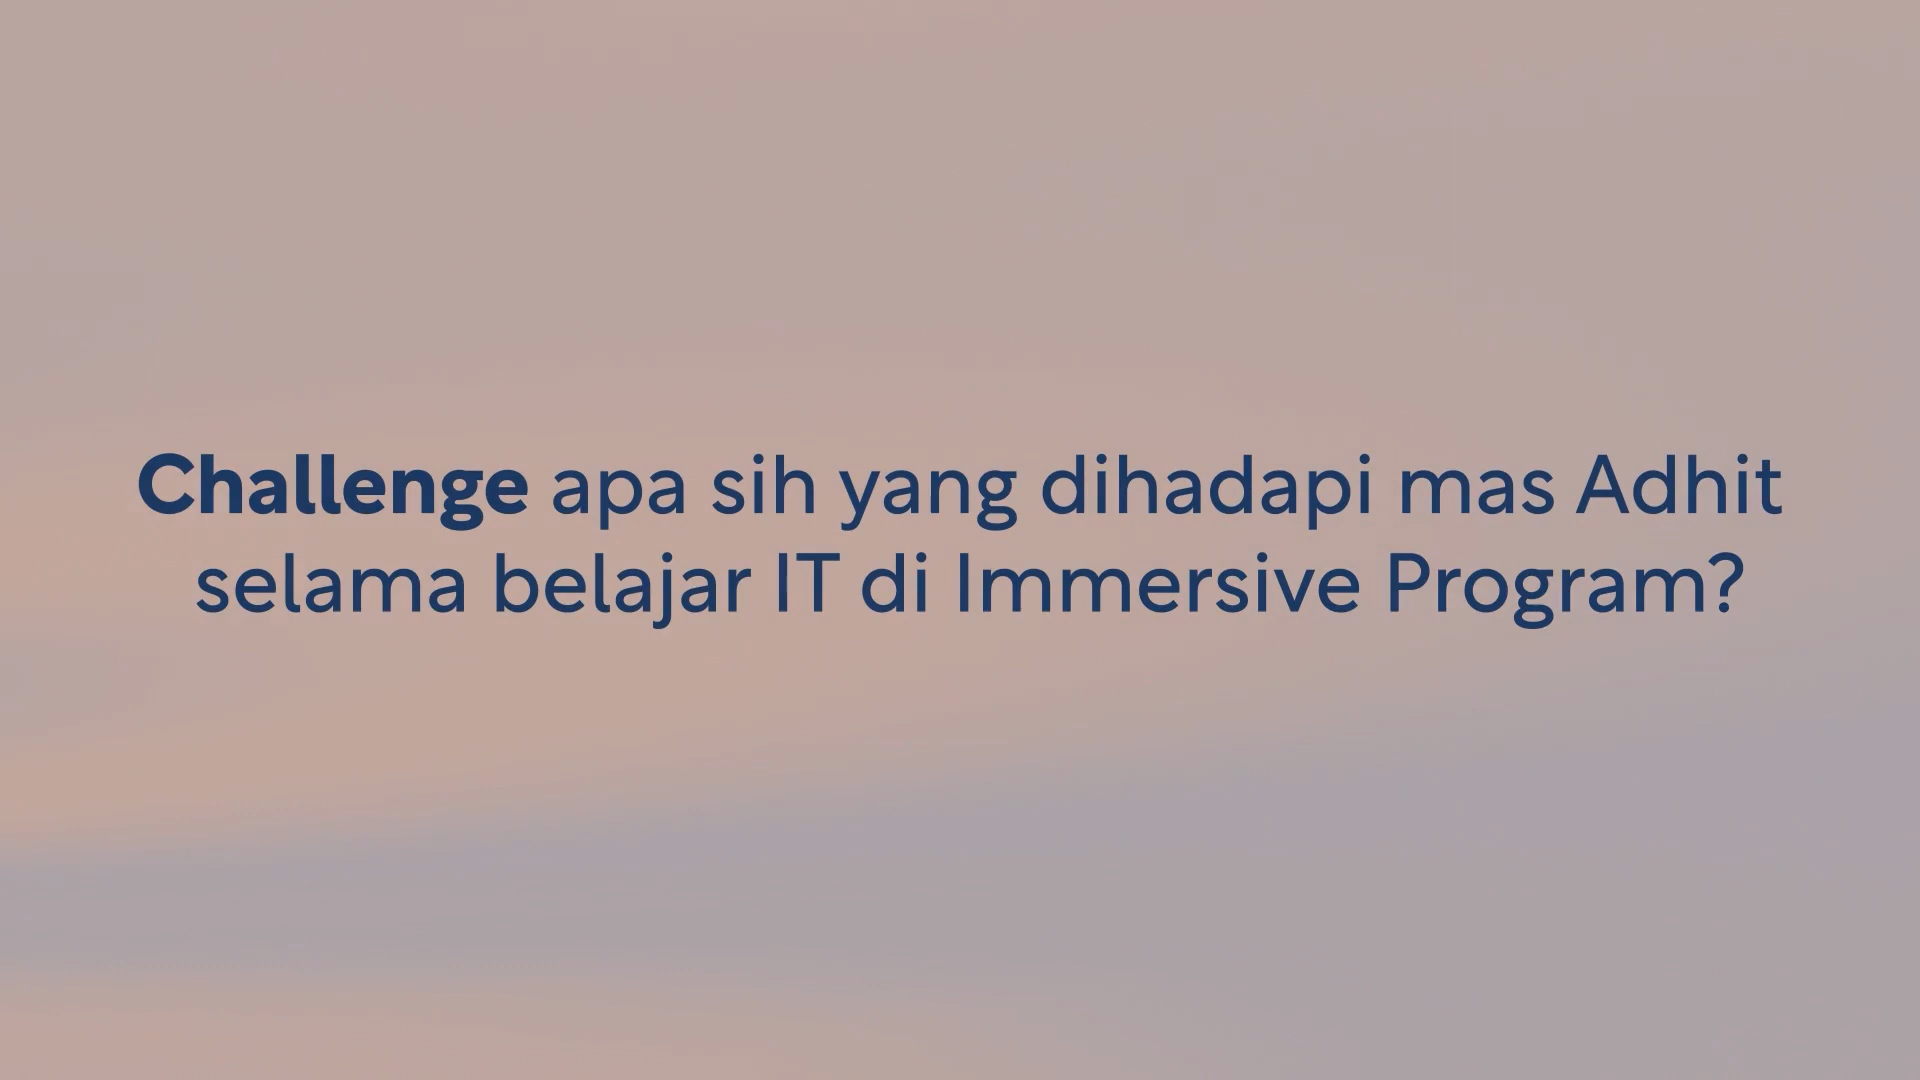 Challenge apa sih yang dihadapi mas Adhit
selama belajar IT di Immersive Program?